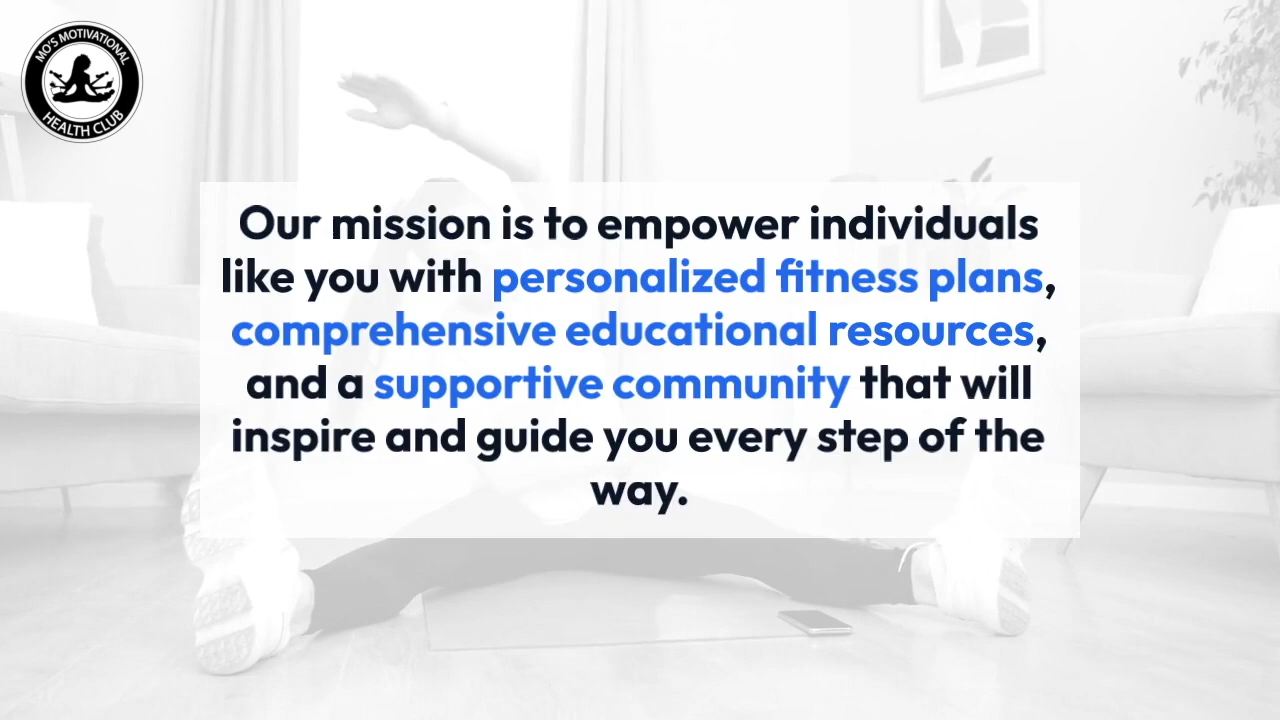 MO'S MOTIVATIONAL
HEALTH CLUB
Our mission is to empower individuals
like you with personalized fitness plans,
comprehensive educational resources,
and a supportive community that will
inspire and guide you every step of the
way.